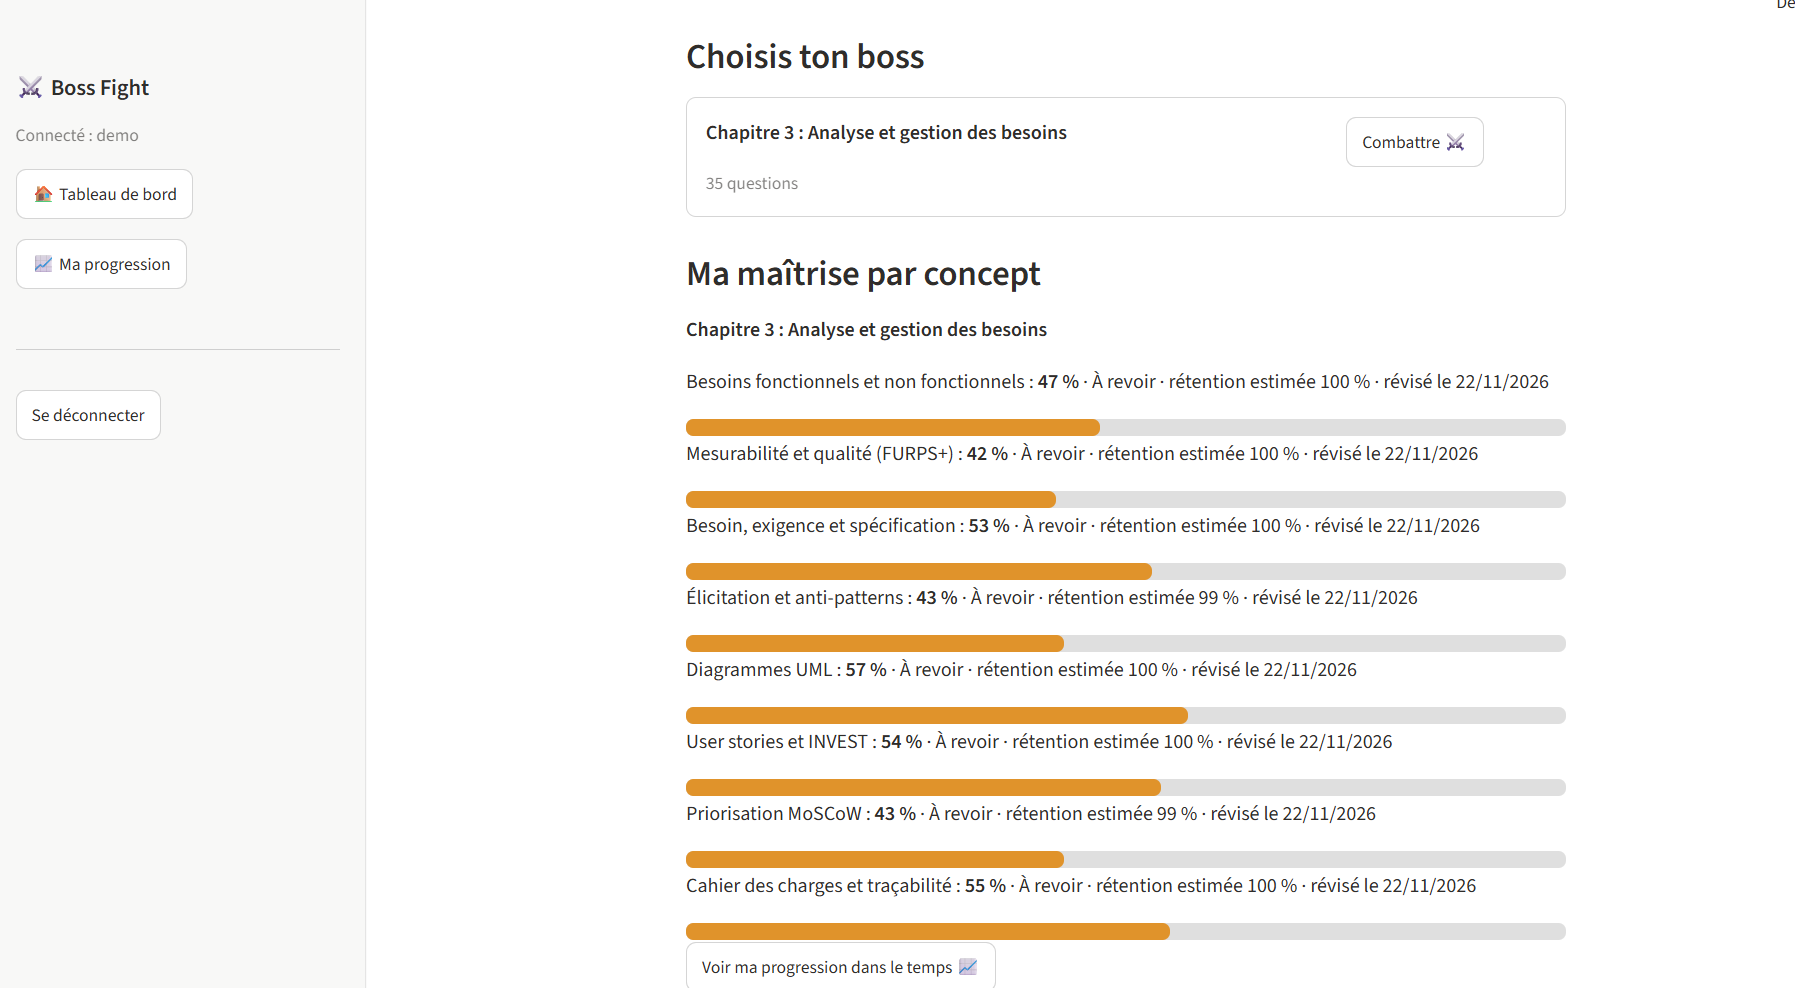 Boss Fight
Connecté : demo
Tableau de bord
Ma progression
Se déconnecter
Choisis ton boss
Chapitre 3 : Analyse et gestion des besoins
Combattre
35 questions
Ma maîtrise par concept
Chapitre 3 : Analyse et gestion des besoins
Besoins fonctionnels et non fonctionnels : 47 % · À revoir · rétention estimée 100 % · révisé le 22/11/2026
Mesurabilité et qualité (FURPS+) : 42 % · À revoir · rétention estimée 100 % · révisé le 22/11/2026
Besoin, exigence et spécification : 53 % · À revoir · rétention estimée 100 % · révisé le 22/11/2026
Élicitation et anti-patterns : 43 % · À revoir · rétention estimée 99 % · révisé le 22/11/2026
Diagrammes UML : 57 % · À revoir · rétention estimée 100 % · révisé le 22/11/2026
User stories et INVEST : 54 % · À revoir · rétention estimée 100 % · révisé le 22/11/2026
Priorisation MoSCoW : 43 % · À revoir · rétention estimée 99 % · révisé le 22/11/2026
Cahier des charges et traçabilité : 55 % · À revoir · rétention estimée 100 % · révisé le 22/11/2026
Voir ma progression dans le temps